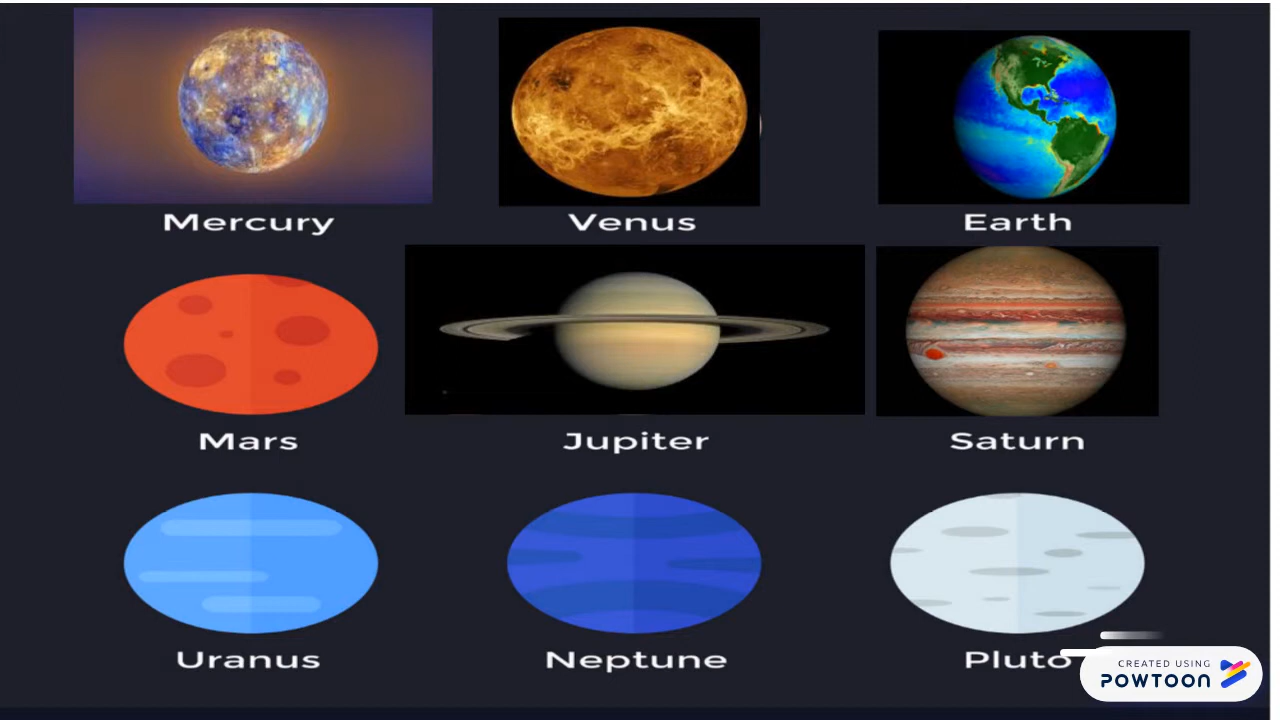 Mercury
Venus
Earth
Mars
Jupiter
Saturn
Uranus
Neptune
Pluto
CREATED USING
POWTOON